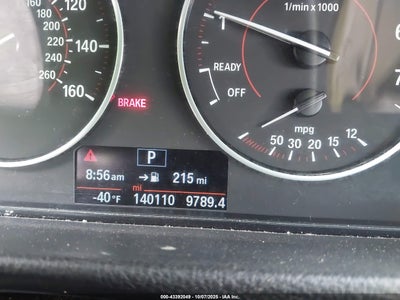 160 120
180
200
220 140
240
260 160
BRAKE
1/min x 1000
1
6
7
READY
OFF
mpg
50 30 20 15 12
P
8:56am → 215 mi
mi
-40°F 140110 9789.4
000-43392049 - 10/07/2025 - IAA Inc.